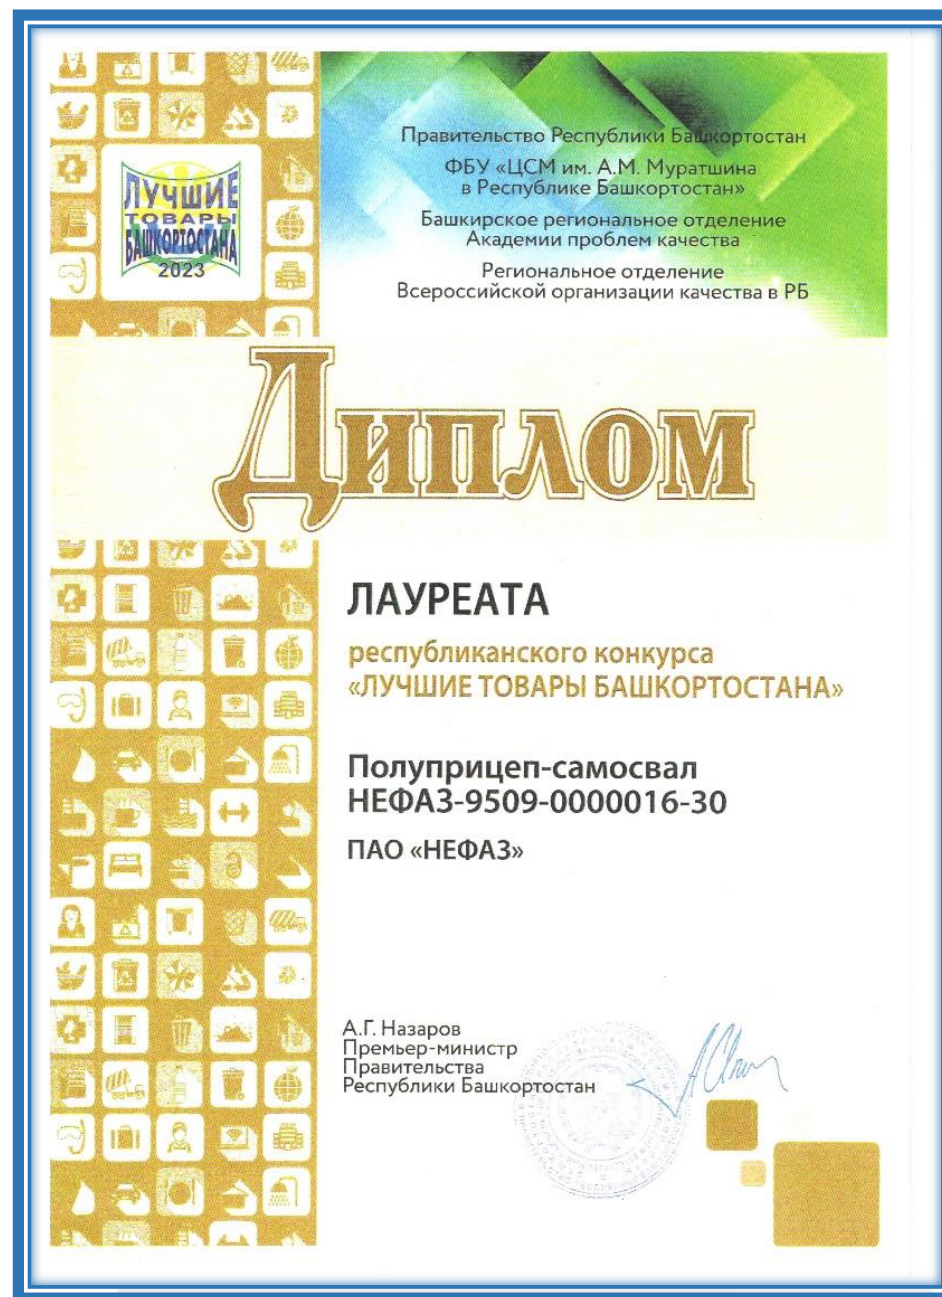 Правительство Республики Башкортостан
ФБУ «ЦСМ им. А.М. Муратшина
в Республике Башкортостан»
Башкирское региональное отделение
Академии проблем качества
Региональное отделение
Всероссийской организации качества в РБ
ЛУЧШИЕ
ТОВАРЫ
БАШКОРТОСТАНА
2023
Диплом
ЛАУРЕАТА
республиканского конкурса
«ЛУЧШИЕ ТОВАРЫ БАШКОРТОСТАНА»
Полуприцеп-самосвал
НЕФАЗ-9509-0000016-30
ПАО «НЕФАЗ»
А.Г. Назаров
Премьер-министр
Правительства
Республики Башкортостан